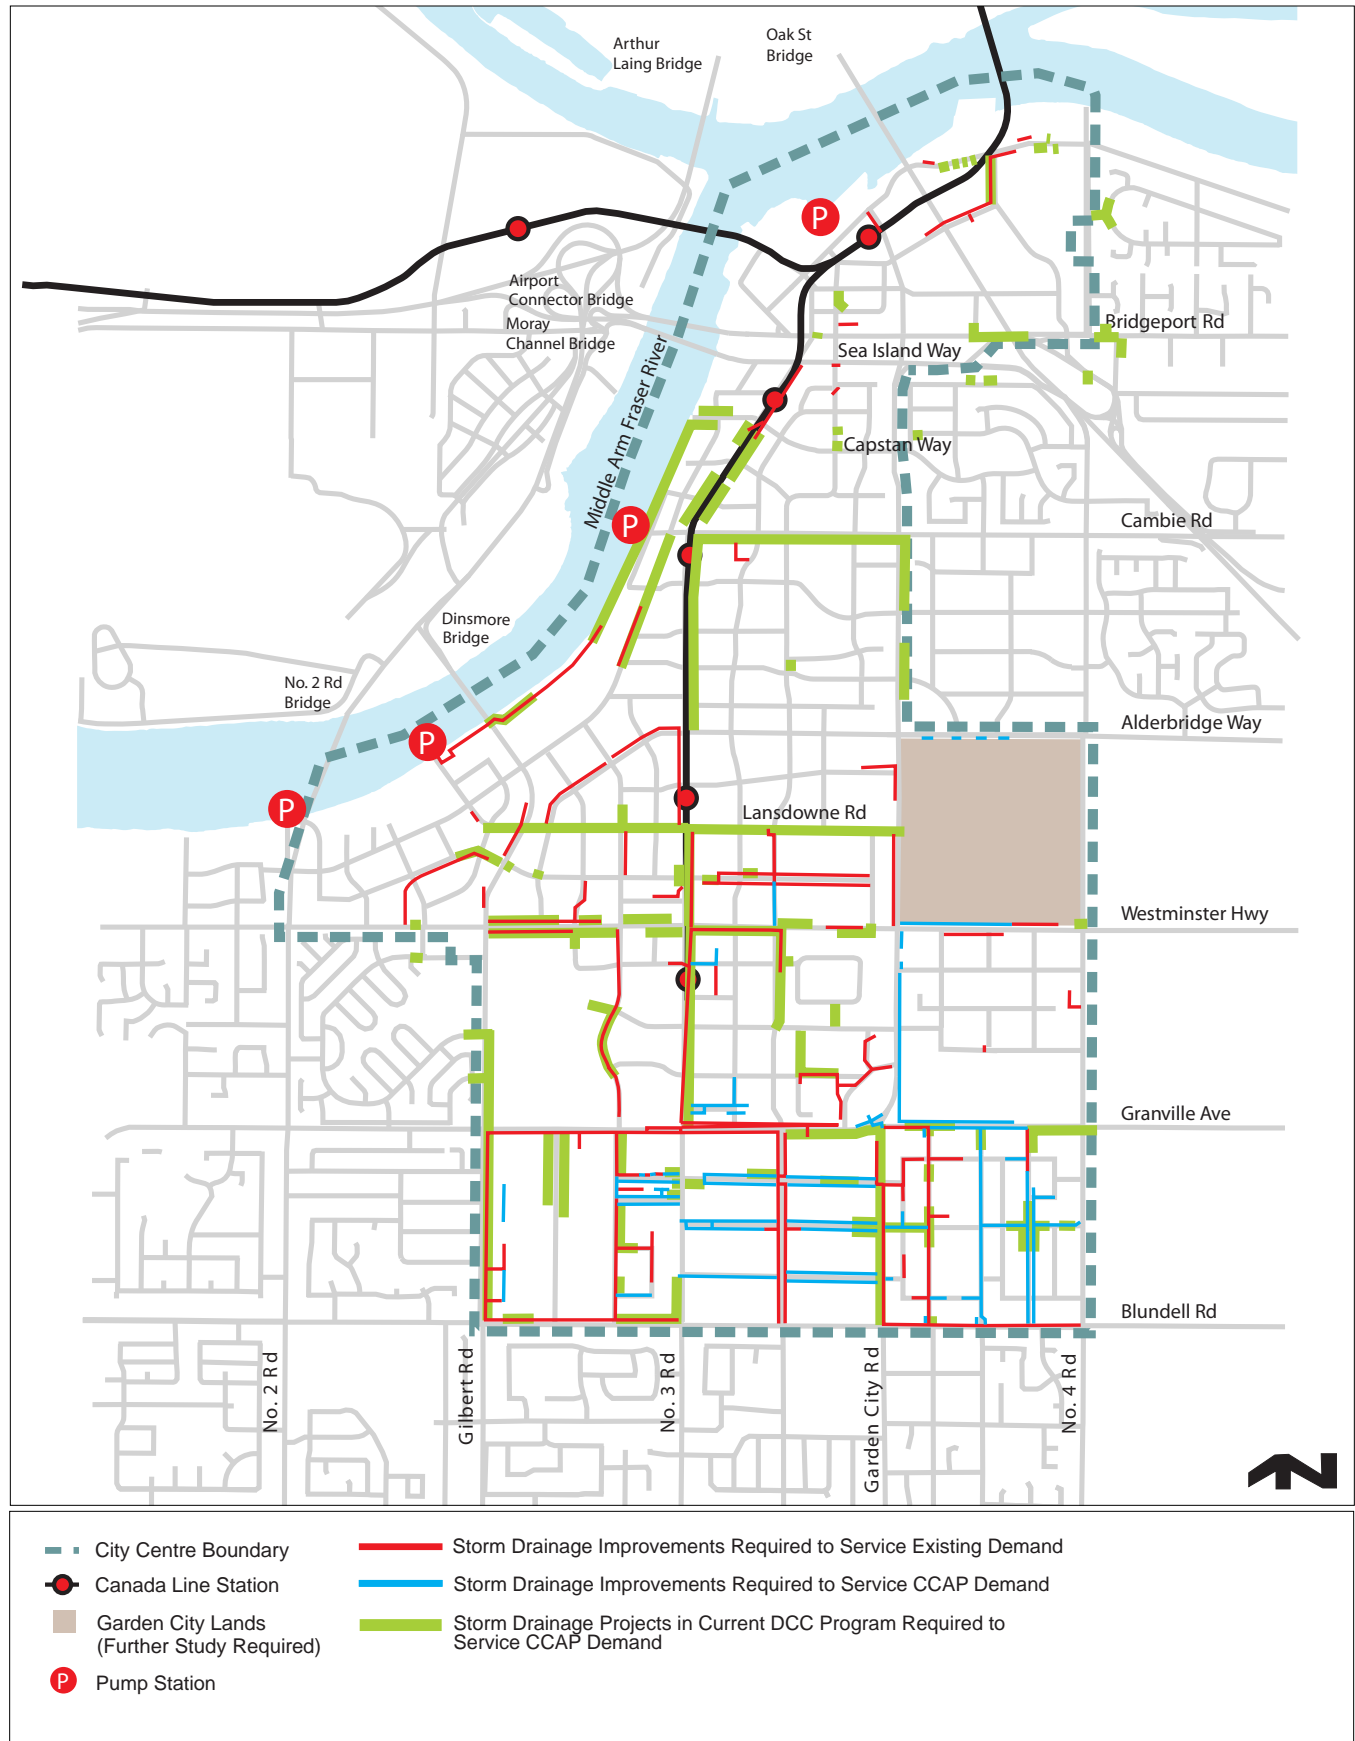 Arthur
Laing Bridge
Oak St
Bridge
P
Airport
Connector Bridge
Moray
Channel Bridge
Bridgeport Rd
Sea Island Way
Middle Arm Fraser River
Capstan Way
P
Cambie Rd
Dinsmore
Bridge
No. 2 Rd
Bridge
Alderbridge Way
P
P
Lansdowne Rd
Westminster Hwy
Granville Ave
Blundell Rd
No. 2 Rd
Gilbert Rd
No. 3 Rd
Garden City Rd
No. 4 Rd
N
City Centre Boundary
Canada Line Station
Garden City Lands
(Further Study Required)
P Pump Station
Storm Drainage Improvements Required to Service Existing Demand
Storm Drainage Improvements Required to Service CCAP Demand
Storm Drainage Projects in Current DCC Program Required to
Service CCAP Demand